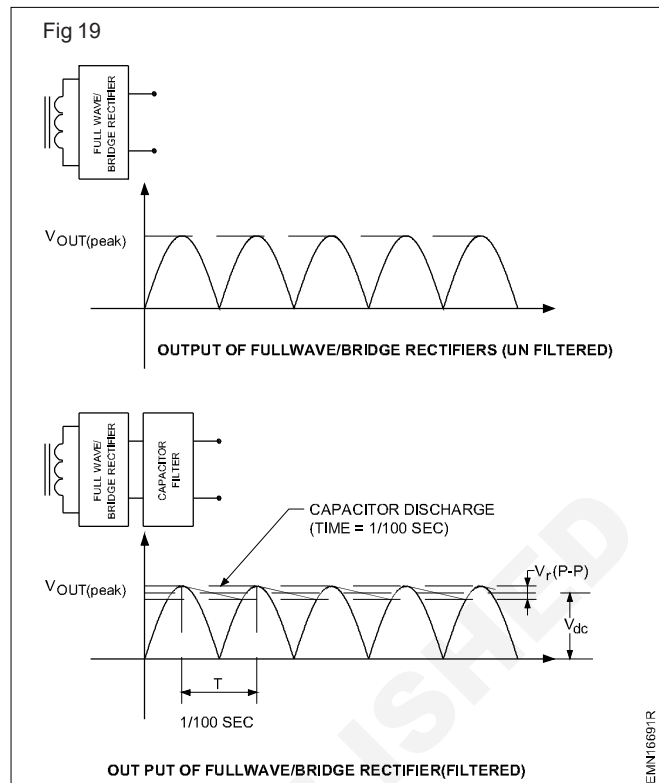 Fig 19
FULL WAVE/
BRIDGE RECTIFIER
VOUT(peak)
OUTPUT OF FULLWAVE/BRIDGE RECTIFIERS (UN FILTERED)
FULL WAVE/
BRIDGE RECTIFIER
CAPACITOR
FILTER
CAPACITOR DISCHARGE
(TIME = 1/100 SEC)
VOUT(peak)
Vr(P-P)
Vdc
T
1/100 SEC
OUT PUT OF FULLWAVE/BRIDGE RECTIFIER(FILTERED)
EMN16691R